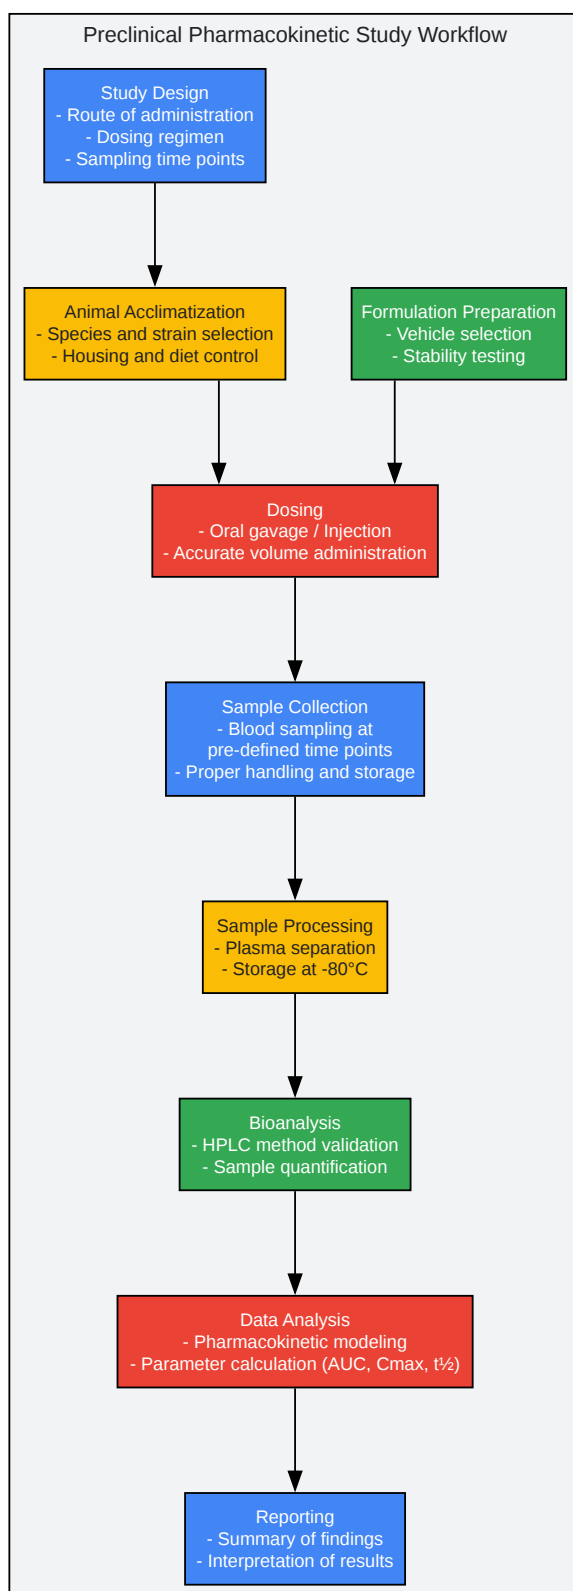 Preclinical Pharmacokinetic Study Workflow
Study Design
- Route of administration
- Dosing regimen
- Sampling time points
Animal Acclimatization
- Species and strain selection
- Housing and diet control
Formulation Preparation
- Vehicle selection
- Stability testing
Dosing
- Oral gavage / Injection
- Accurate volume administration
Sample Collection
- Blood sampling at
pre-defined time points
- Proper handling and storage
Sample Processing
- Plasma separation
- Storage at -80°C
Bioanalysis
- HPLC method validation
- Sample quantification
Data Analysis
- Pharmacokinetic modeling
- Parameter calculation (AUC, Cmax, t½)
Reporting
- Summary of findings
- Interpretation of results